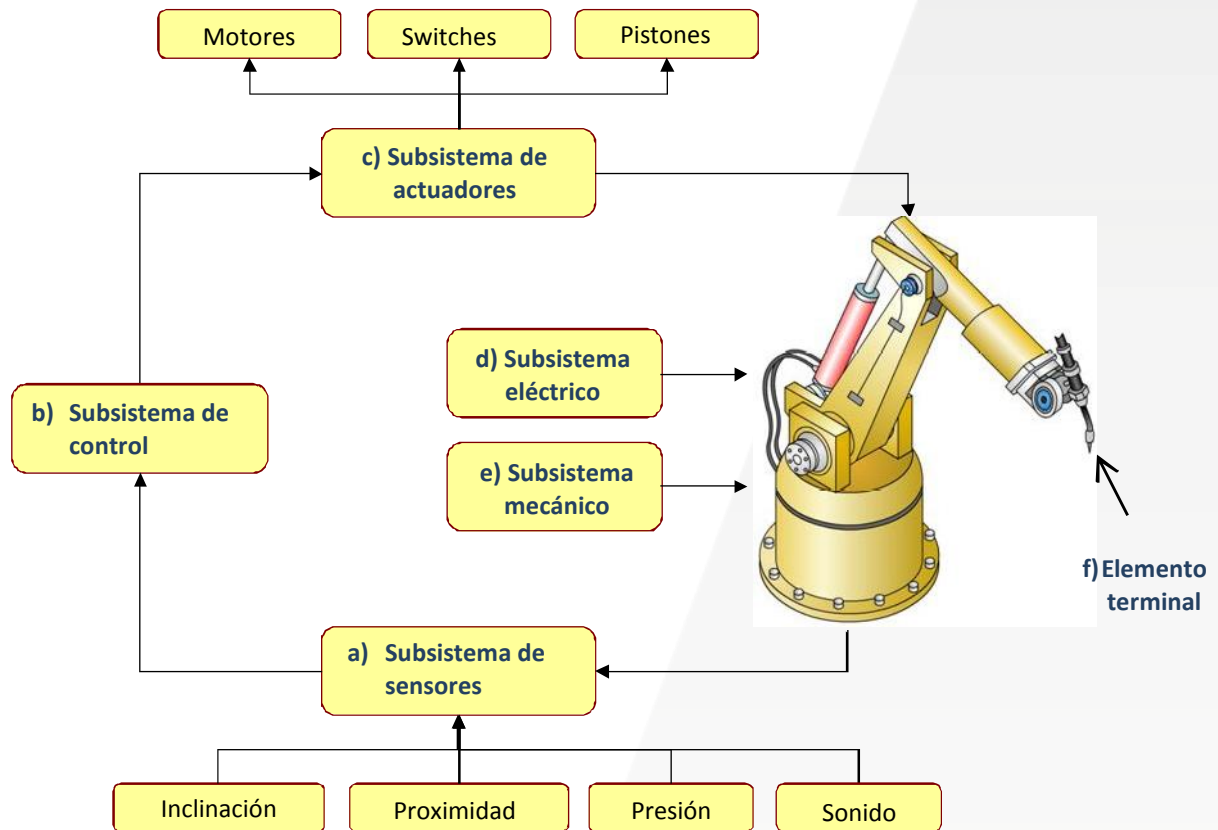 Motores
Switches
Pistones
c) Subsistema de
actuadores
d) Subsistema
eléctrico
b) Subsistema de
control
e) Subsistema
mecánico
f) Elemento
terminal
a) Subsistema de
sensores
Inclinación
Proximidad
Presión
Sonido